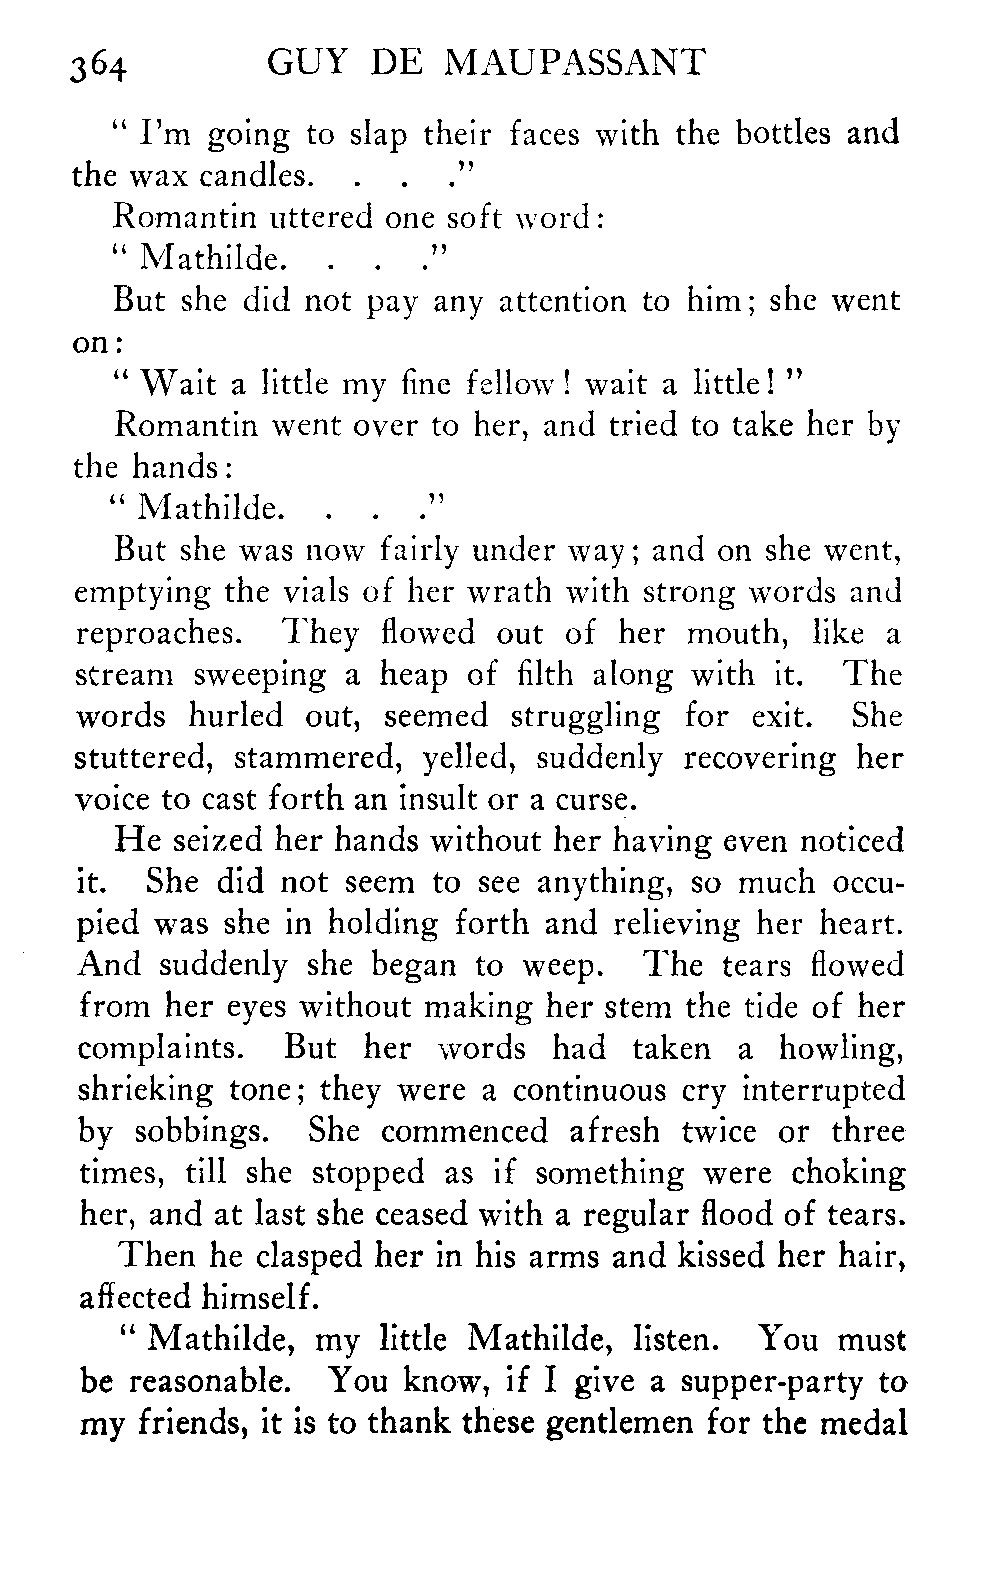 364 GUY DE MAUPASSANT
“ I’m going to slap their faces with the bottles and
the wax candles. . . .”
Romantin uttered one soft word:
“ Mathilde. . . .”
But she did not pay any attention to him; she went
on:
“ Wait a little my fine fellow! wait a little! ”
Romantin went over to her, and tried to take her by
the hands:
“ Mathilde. . . .”
But she was now fairly under way; and on she went,
emptying the vials of her wrath with strong words and
reproaches. They flowed out of her mouth, like a
stream sweeping a heap of filth along with it. The
words hurled out, seemed struggling for exit. She
stuttered, stammered, yelled, suddenly recovering her
voice to cast forth an insult or a curse.
He seized her hands without her having even noticed
it. She did not seem to see anything, so much occu-
pied was she in holding forth and relieving her heart.
And suddenly she began to weep. The tears flowed
from her eyes without making her stem the tide of her
complaints. But her words had taken a howling,
shrieking tone; they were a continuous cry interrupted
by sobbings. She commenced afresh twice or three
times, till she stopped as if something were choking
her, and at last she ceased with a regular flood of tears.
Then he clasped her in his arms and kissed her hair,
affected himself.
“ Mathilde, my little Mathilde, listen. You must
be reasonable. You know, if I give a supper-party to
my friends, it is to thank these gentlemen for the medal